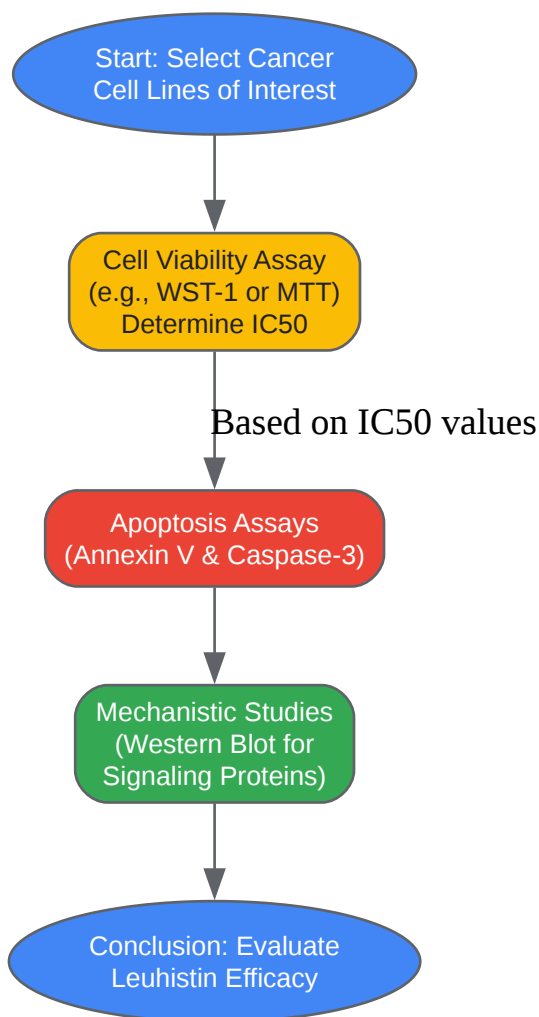 Start: Select Cancer
Cell Lines of Interest
Cell Viability Assay
(e.g., WST-1 or MTT)
Determine IC50
Based on IC50 values
Apoptosis Assays
(Annexin V & Caspase-3)
Mechanistic Studies
(Western Blot for
Signaling Proteins)
Conclusion: Evaluate
Leuhistin Efficacy